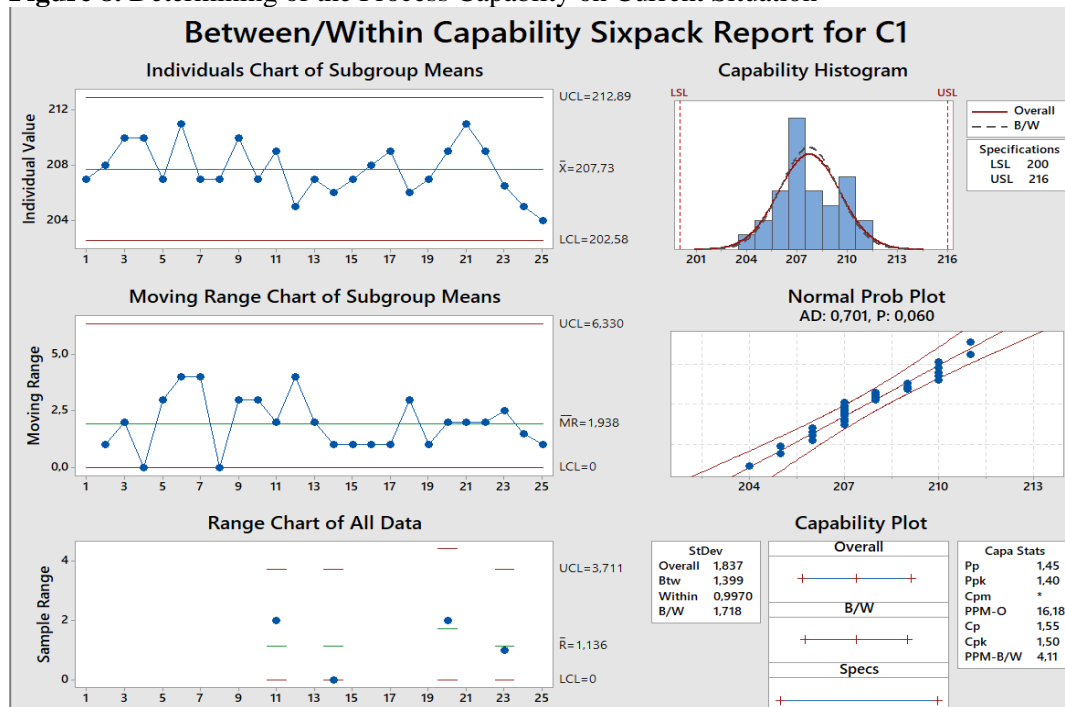 Figure 8. Determining of the Process Capability on Current Situation
Between/Within Capability Sixpack Report for C1
Individuals Chart of Subgroup Means
Individual Value
212
208
204
UCL=212,89
X̄=207,73
LCL=202,58
1 3 5 7 9 11 13 15 17 19 21 23 25
Capability Histogram
LSL
USL
Overall
B/W
Specifications
LSL 200
USL 216
201 204 207 210 213 216
Moving Range Chart of Subgroup Means
Moving Range
5,0
2,5
0,0
UCL=6,330
M̄R̄=1,938
LCL=0
1 3 5 7 9 11 13 15 17 19 21 23 25
Normal Prob Plot
AD: 0,701, P: 0,060
204 207 210 213
Range Chart of All Data
Sample Range
4
2
0
UCL=3,711
R̄=1,136
LCL=0
1 3 5 7 9 11 13 15 17 19 21 23 25
Capability Plot
StDev
Overall 1,837
Btw 1,399
Within 0,9970
B/W 1,718
Overall
B/W
Specs
Capa Stats
Pp 1,45
Ppk 1,40
Cpm *
PPM-O 16,18
Cp 1,55
Cpk 1,50
PPM-B/W 4,11